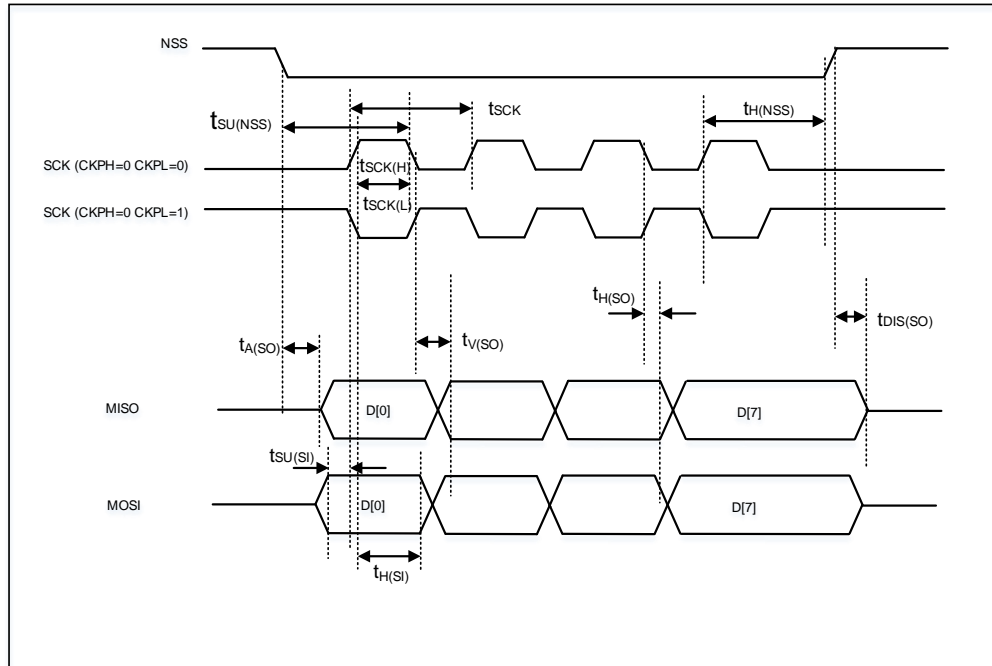 NSS
tSCK
tH(NSS)
tSU(NSS)
SCK (CKPH=0 CKPL=0)
tSCK(H)
tSCK(L)
SCK (CKPH=0 CKPL=1)
tH(SO)
tDIS(SO)
tV(SO)
tA(SO)
MISO
D[0]
D[7]
tSU(SI)
MOSI
D[0]
D[7]
tH(SI)